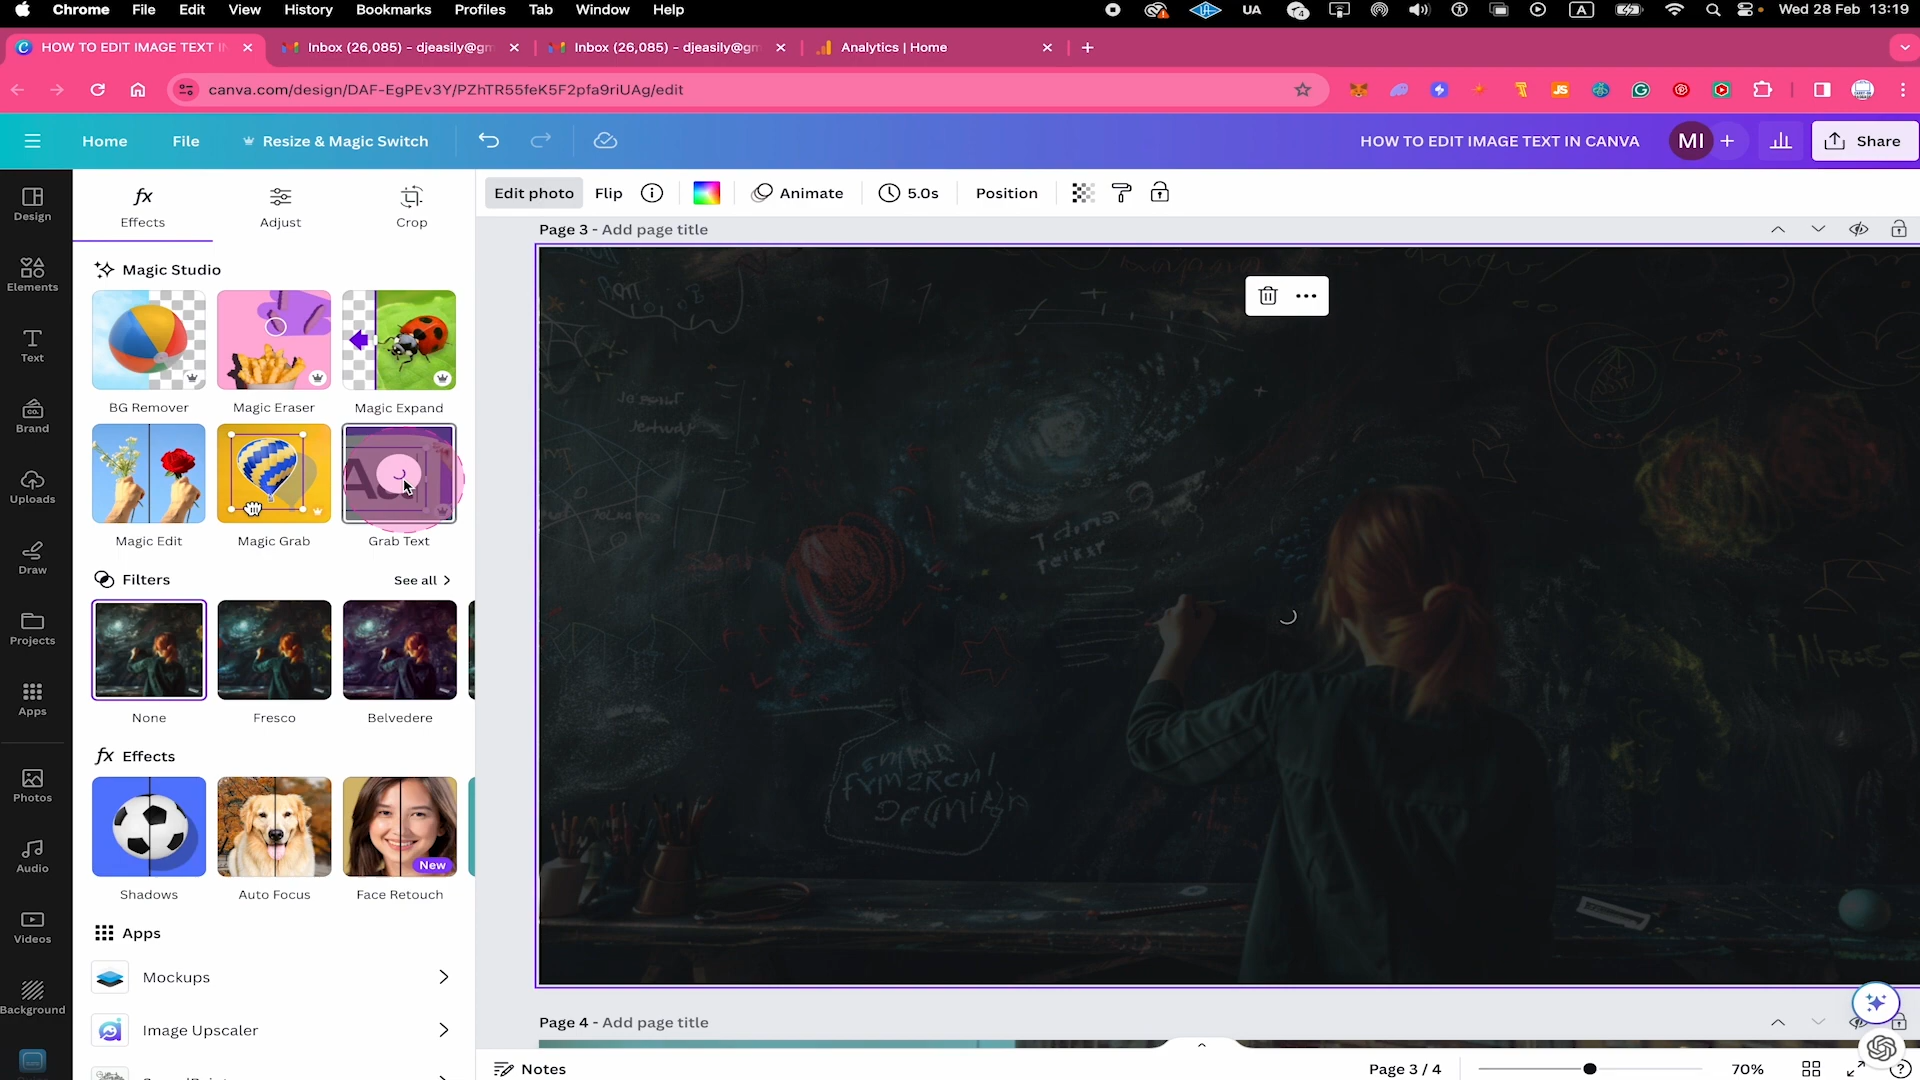 Chrome File Edit View History Bookmarks Profiles Tab Window Help UA A Wed 28 Feb 13:19
HOW TO EDIT IMAGE TEXT I Inbox (26,085) - djeasily@gm Inbox (26,085) - djeasily@gm Analytics | Home
canva.com/design/DAF-EgPEv3Y/PZhTR55feK5F2pfa9riUAg/edit
Home File Resize & Magic Switch HOW TO EDIT IMAGE TEXT IN CANVA MI Share
Edit photo Flip Animate 5.0s Position
Design
Elements
Text
Brand
Uploads
Draw
Projects
Apps
Photos
Audio
Videos
Background
Effects Adjust Crop
Magic Studio
BG Remover Magic Eraser Magic Expand
Magic Edit Magic Grab Grab Text
Filters See all
None Fresco Belvedere
Effects
New
Shadows Auto Focus Face Retouch
Apps
Mockups
Image Upscaler
Page 3 - Add page title
Page 4 - Add page title
Notes Page 3 / 4 70%